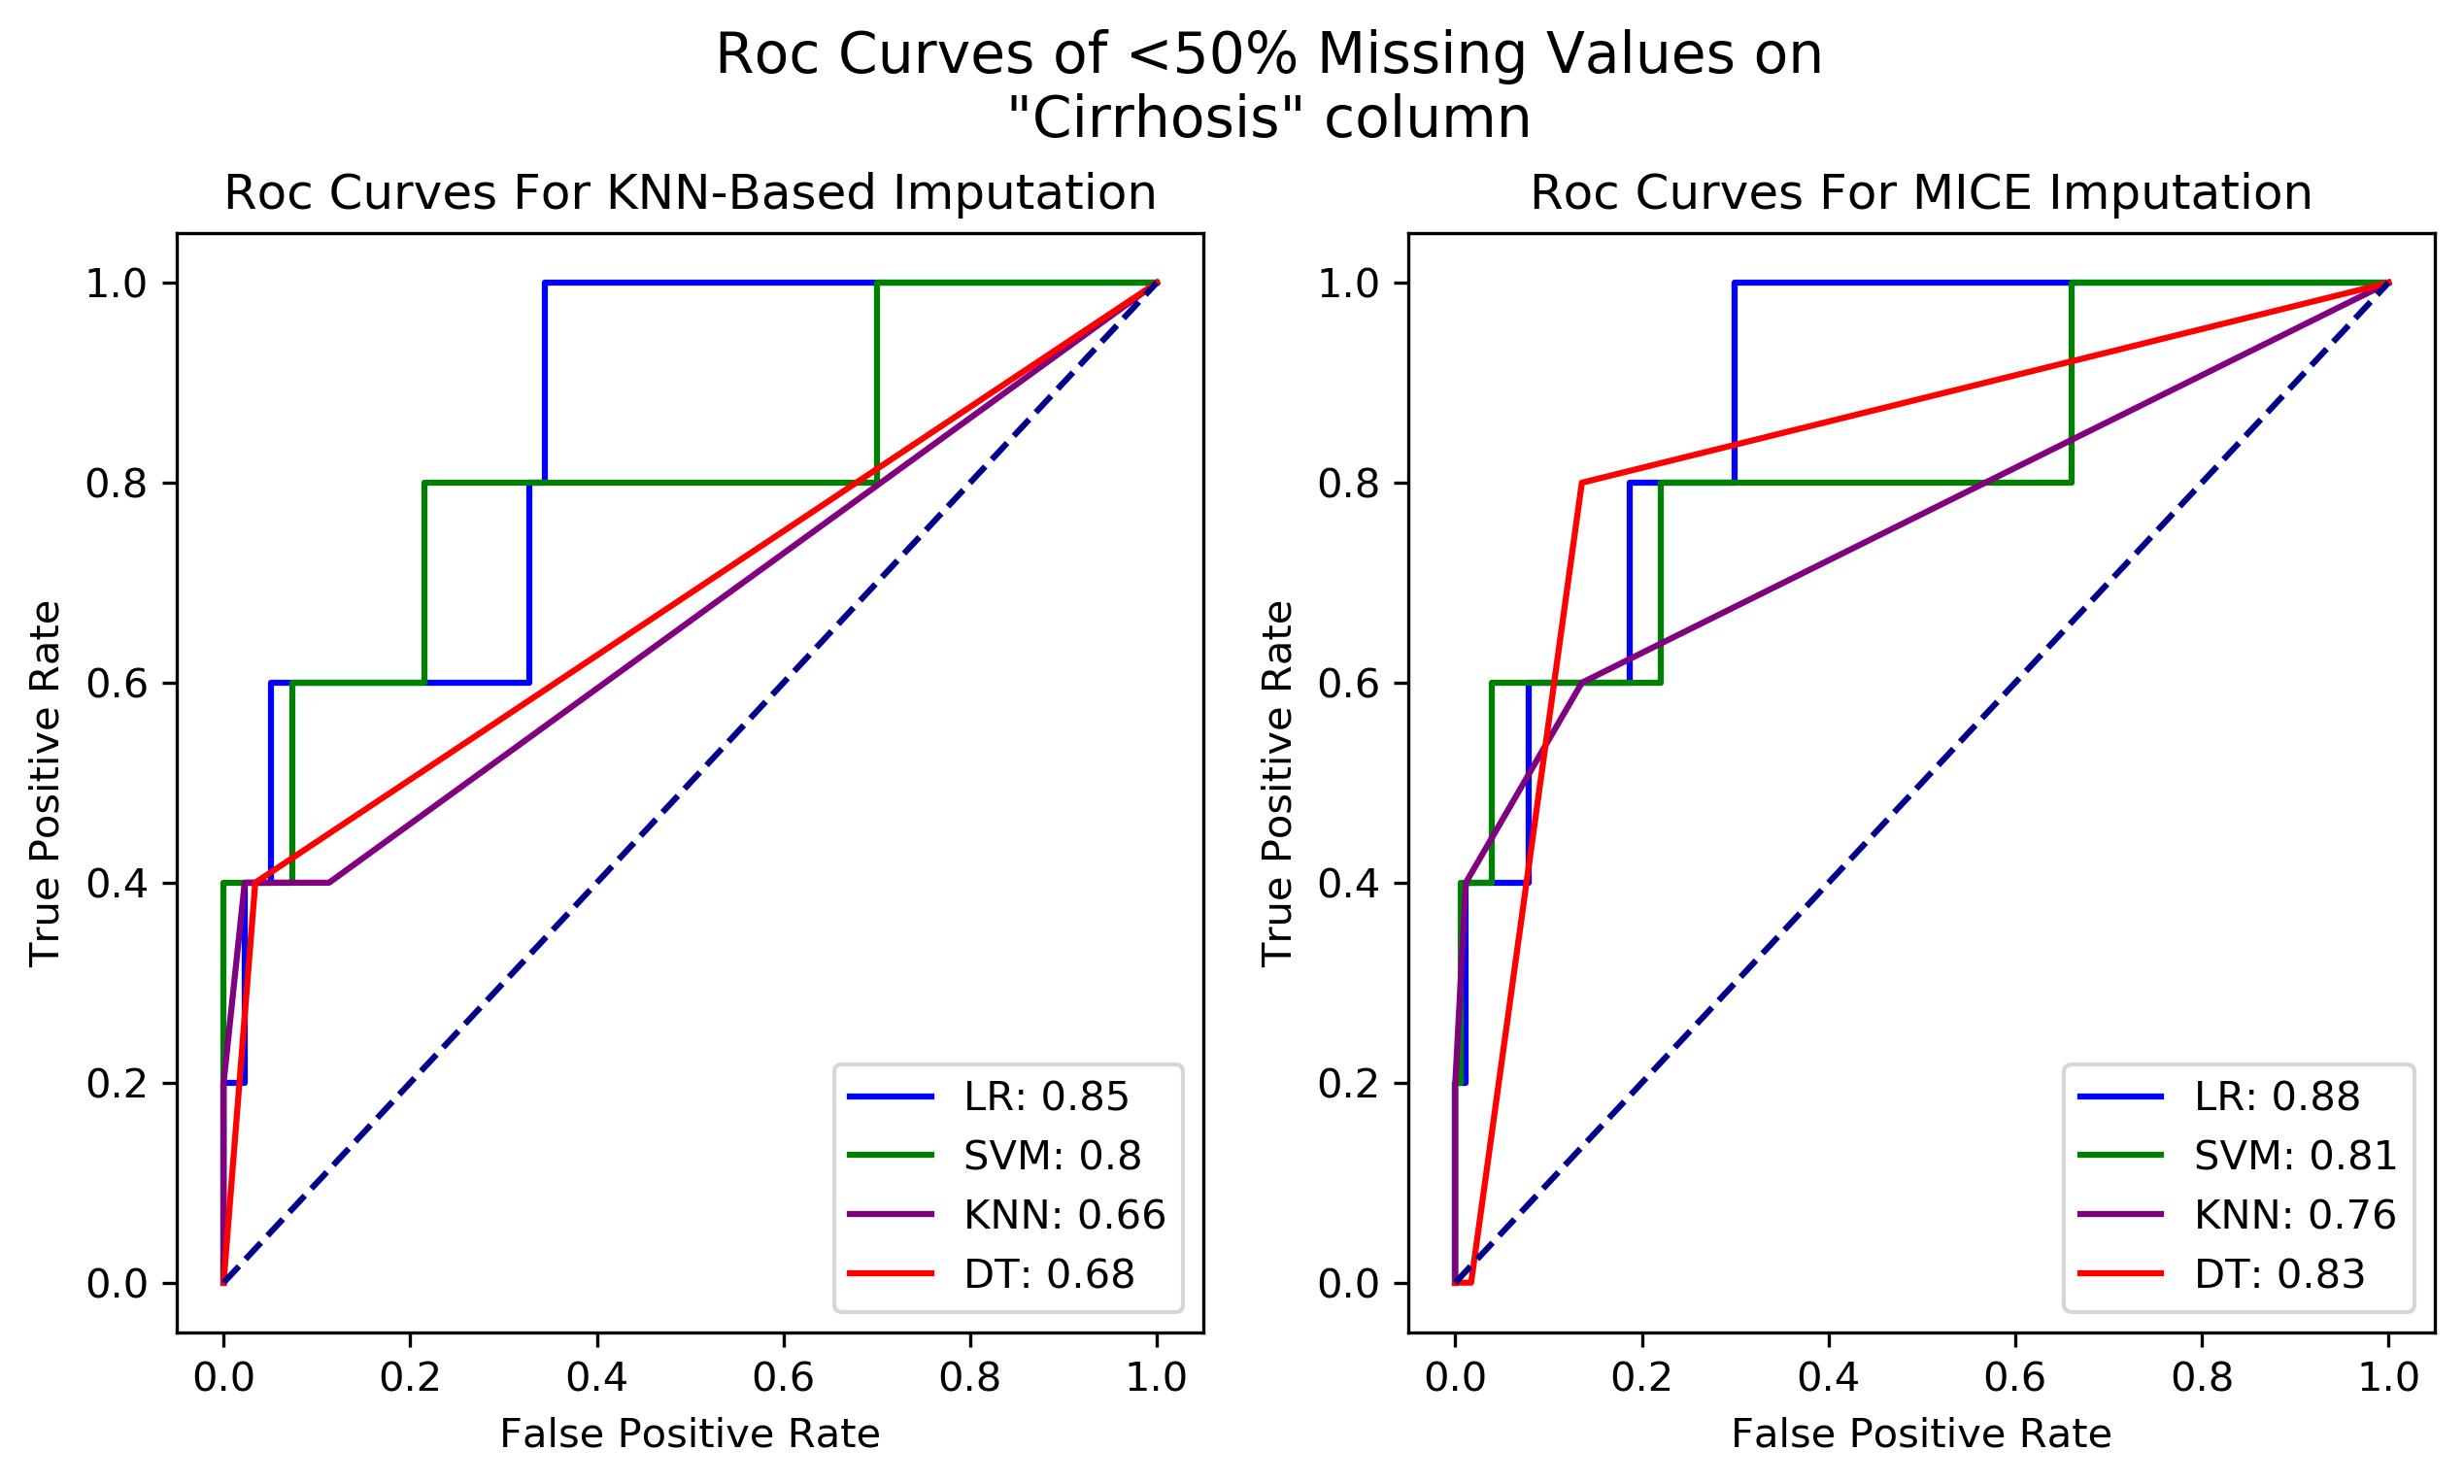 Roc Curves of <50% Missing Values on
"Cirrhosis" column
Roc Curves For KNN-Based Imputation
True Positive Rate
1.0
0.8
0.6
0.4
0.2
0.0
0.0 0.2 0.4 0.6 0.8 1.0
False Positive Rate
LR: 0.85
SVM: 0.8
KNN: 0.66
DT: 0.68
Roc Curves For MICE Imputation
True Positive Rate
1.0
0.8
0.6
0.4
0.2
0.0
0.0 0.2 0.4 0.6 0.8 1.0
False Positive Rate
LR: 0.88
SVM: 0.81
KNN: 0.76
DT: 0.83